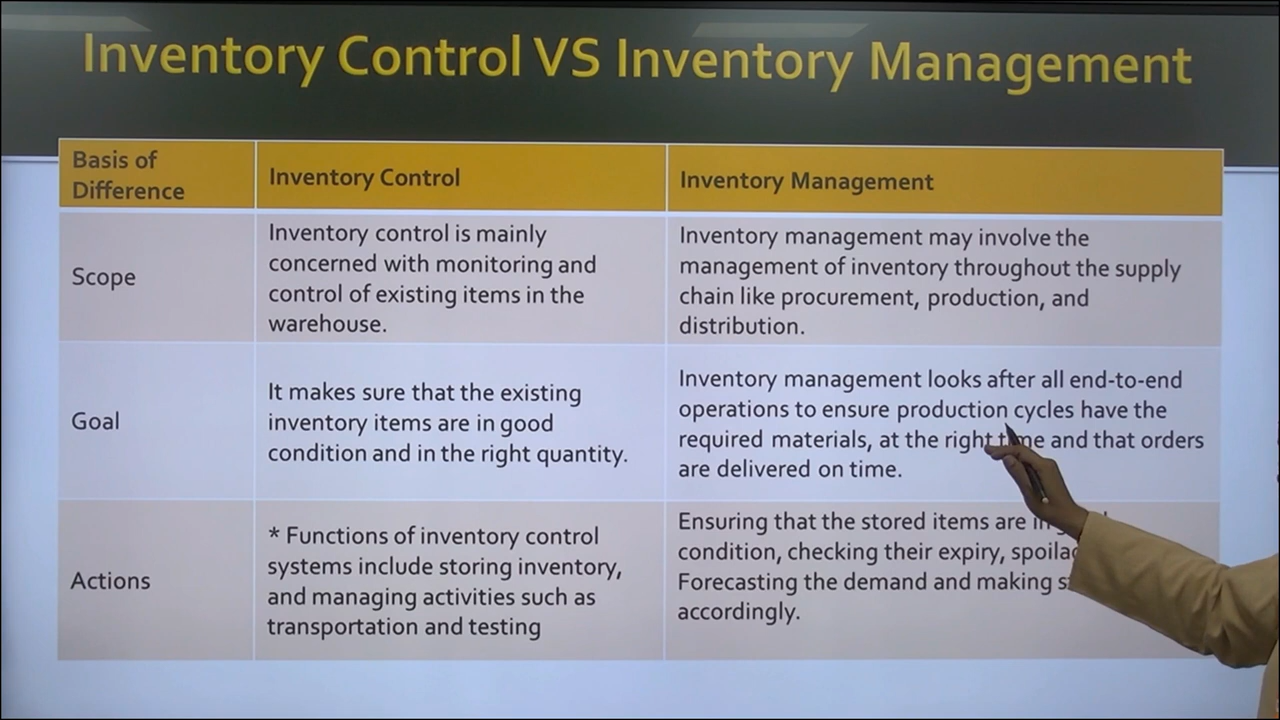 Inventory Control VS Inventory Management
Basis of
Difference
Inventory Control
Inventory Management
Scope
Inventory control is mainly
concerned with monitoring and
control of existing items in the
warehouse.
Inventory management may involve the
management of inventory throughout the supply
chain like procurement, production, and
distribution.
Goal
It makes sure that the existing
inventory items are in good
condition and in the right quantity.
Inventory management looks after all end-to-end
operations to ensure production cycles have the
required materials, at the right time and that orders
are delivered on time.
Actions
* Functions of inventory control
systems include storing inventory,
and managing activities such as
transportation and testing
Ensuring that the stored items are in
condition, checking their expiry,
Forecasting the demand and making
accordingly.